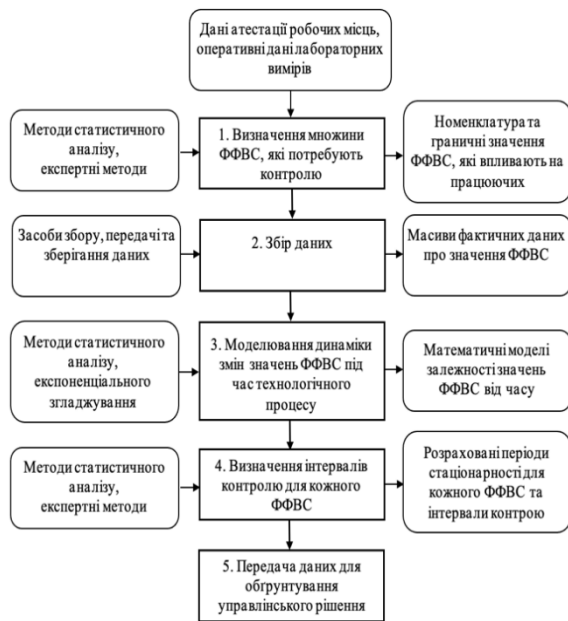 Дані атестації робочих місць,
оперативні дані лабораторних
вимірів
Методи статистичного
аналізу,
експертні методи
1. Визначення множини
ФФВС, які потребують
контролю
Номенклатура та
граничні значення
ФФВС, які впливають на
працюючих
Засоби збору, передачі та
зберігання даних
2. Збір даних
Масиви фактичних даних
про значення ФФВС
Методи статистичного
аналізу,
експоненціального
згладжування
3. Моделювання динаміки
змін значень ФФВС під
час технологічного
процесу
Математичні моделі
залежності значень
ФФВС від часу
Методи статистичного
аналізу,
експертні методи
4. Визначення інтервалів
контролю для кожного
ФФВС
Розраховані періоди
стаціонарності для
кожного ФФВС та
інтервали контрою
5. Передача даних для
обґрунтування
управлінського рішення